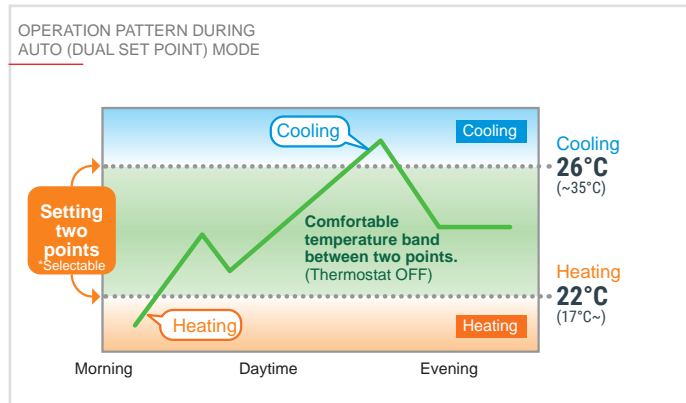 OPERATION PATTERN DURING
AUTO (DUAL SET POINT) MODE
Cooling
Cooling
Cooling
26°C
(~35°C)
Setting
two
points
*Selectable
Comfortable
temperature band
between two points.
(Thermostat OFF)
Heating
22°C
(17°C~)
Heating
Heating
Morning
Daytime
Evening